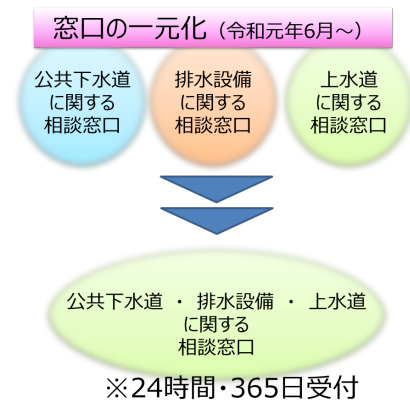 窓口の一元化（令和元年6月～）
公共下水道
に関する
相談窓口
排水設備
に関する
相談窓口
上水道
に関する
相談窓口
公共下水道 ・ 排水設備 ・ 上水道
に関する
相談窓口
※24時間・365日受付